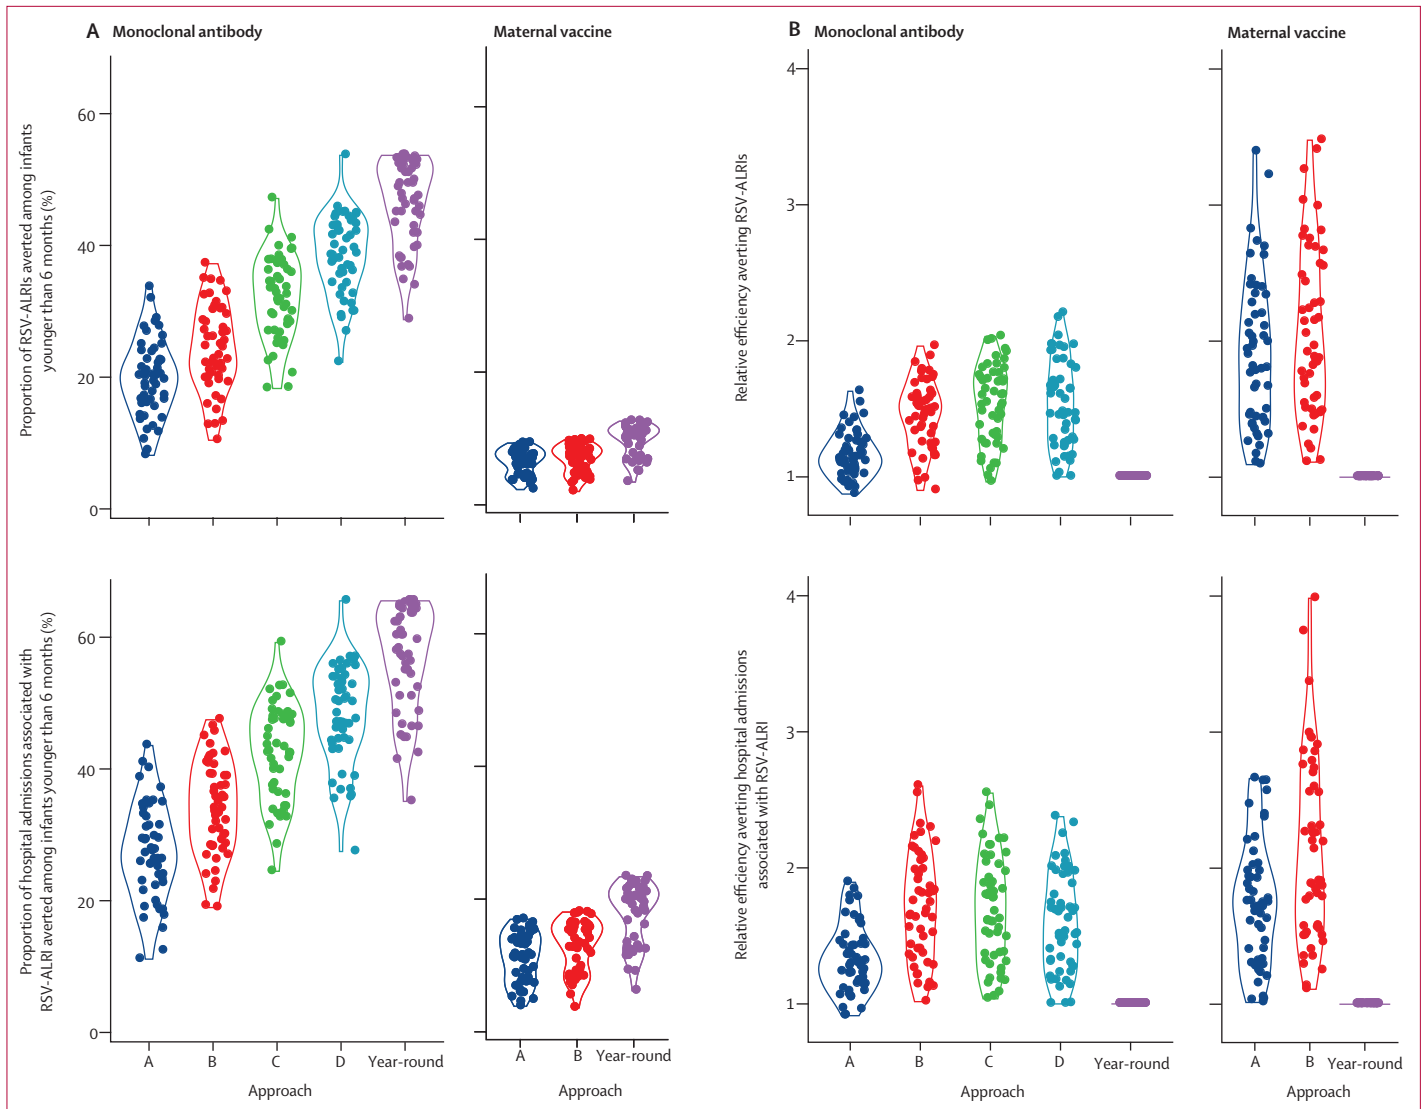 A Monoclonal antibody
Maternal vaccine
B Monoclonal antibody
Maternal vaccine
Proportion of RSV-ALRIs averted among infants
younger than 6 months (%)
60
40
20
0
Relative efficiency averting RSV-ALRIs
4
3
2
1
Proportion of hospital admissions associated with
RSV-ALRI averted among infants younger than 6 months (%)
60
40
20
0
A B C D Year-round
Approach
A B Year-round
Approach
Relative efficiency averting hospital admissions
associated with RSV-ALRI
4
3
2
1
A B C D Year-round
Approach
A B Year-round
Approach